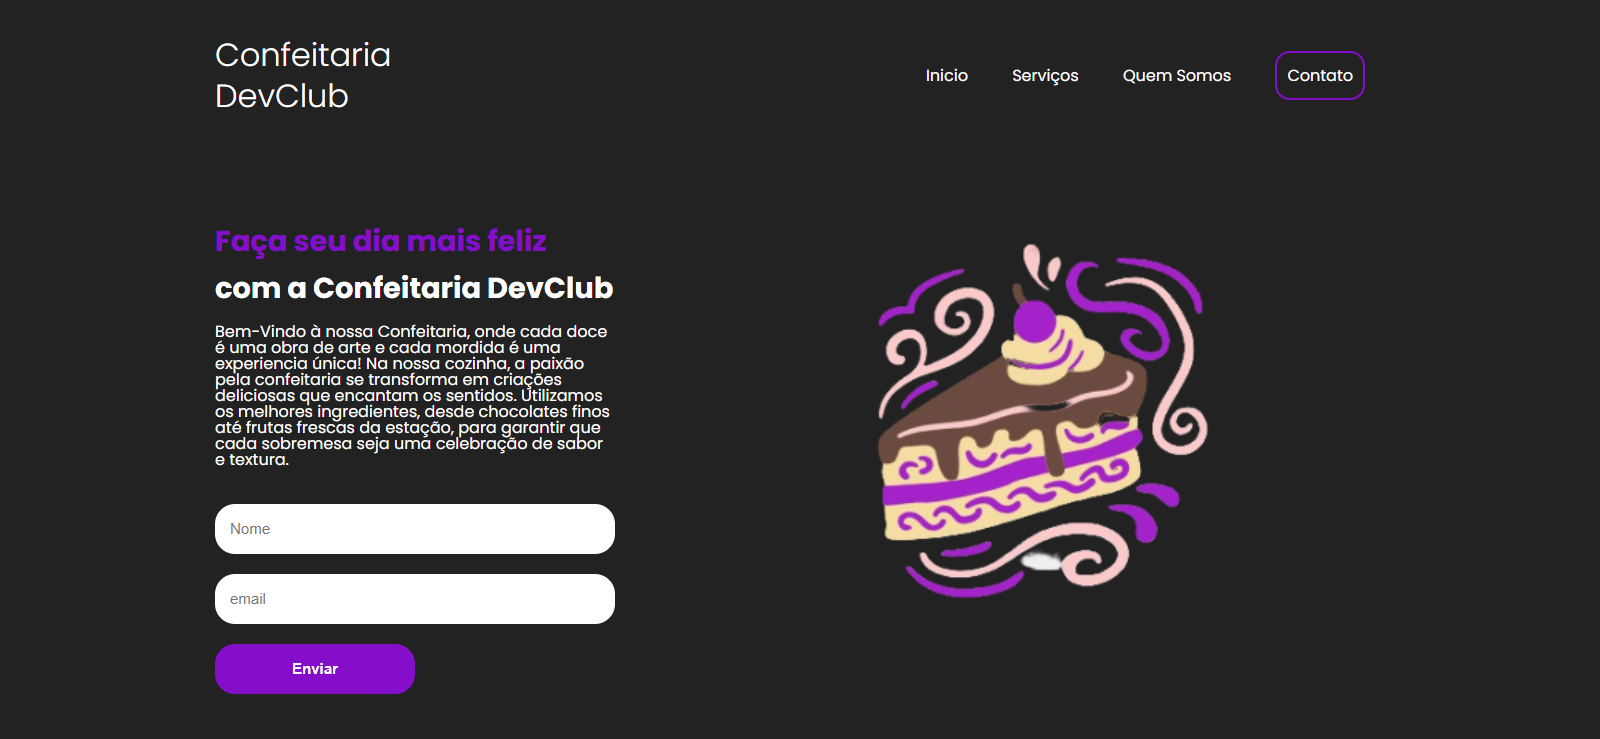 Confeitaria
DevClub
Inicio Serviços Quem Somos Contato
Faça seu dia mais feliz
com a Confeitaria DevClub
Bem-Vindo à nossa Confeitaria, onde cada doce
é uma obra de arte e cada mordida é uma
experiencia única! Na nossa cozinha, a paixão
pela confeitaria se transforma em criações
deliciosas que encantam os sentidos. Utilizamos
os melhores ingredientes, desde chocolates finos
até frutas frescas da estação, para garantir que
cada sobremesa seja uma celebração de sabor
e textura.
Nome
email
Enviar